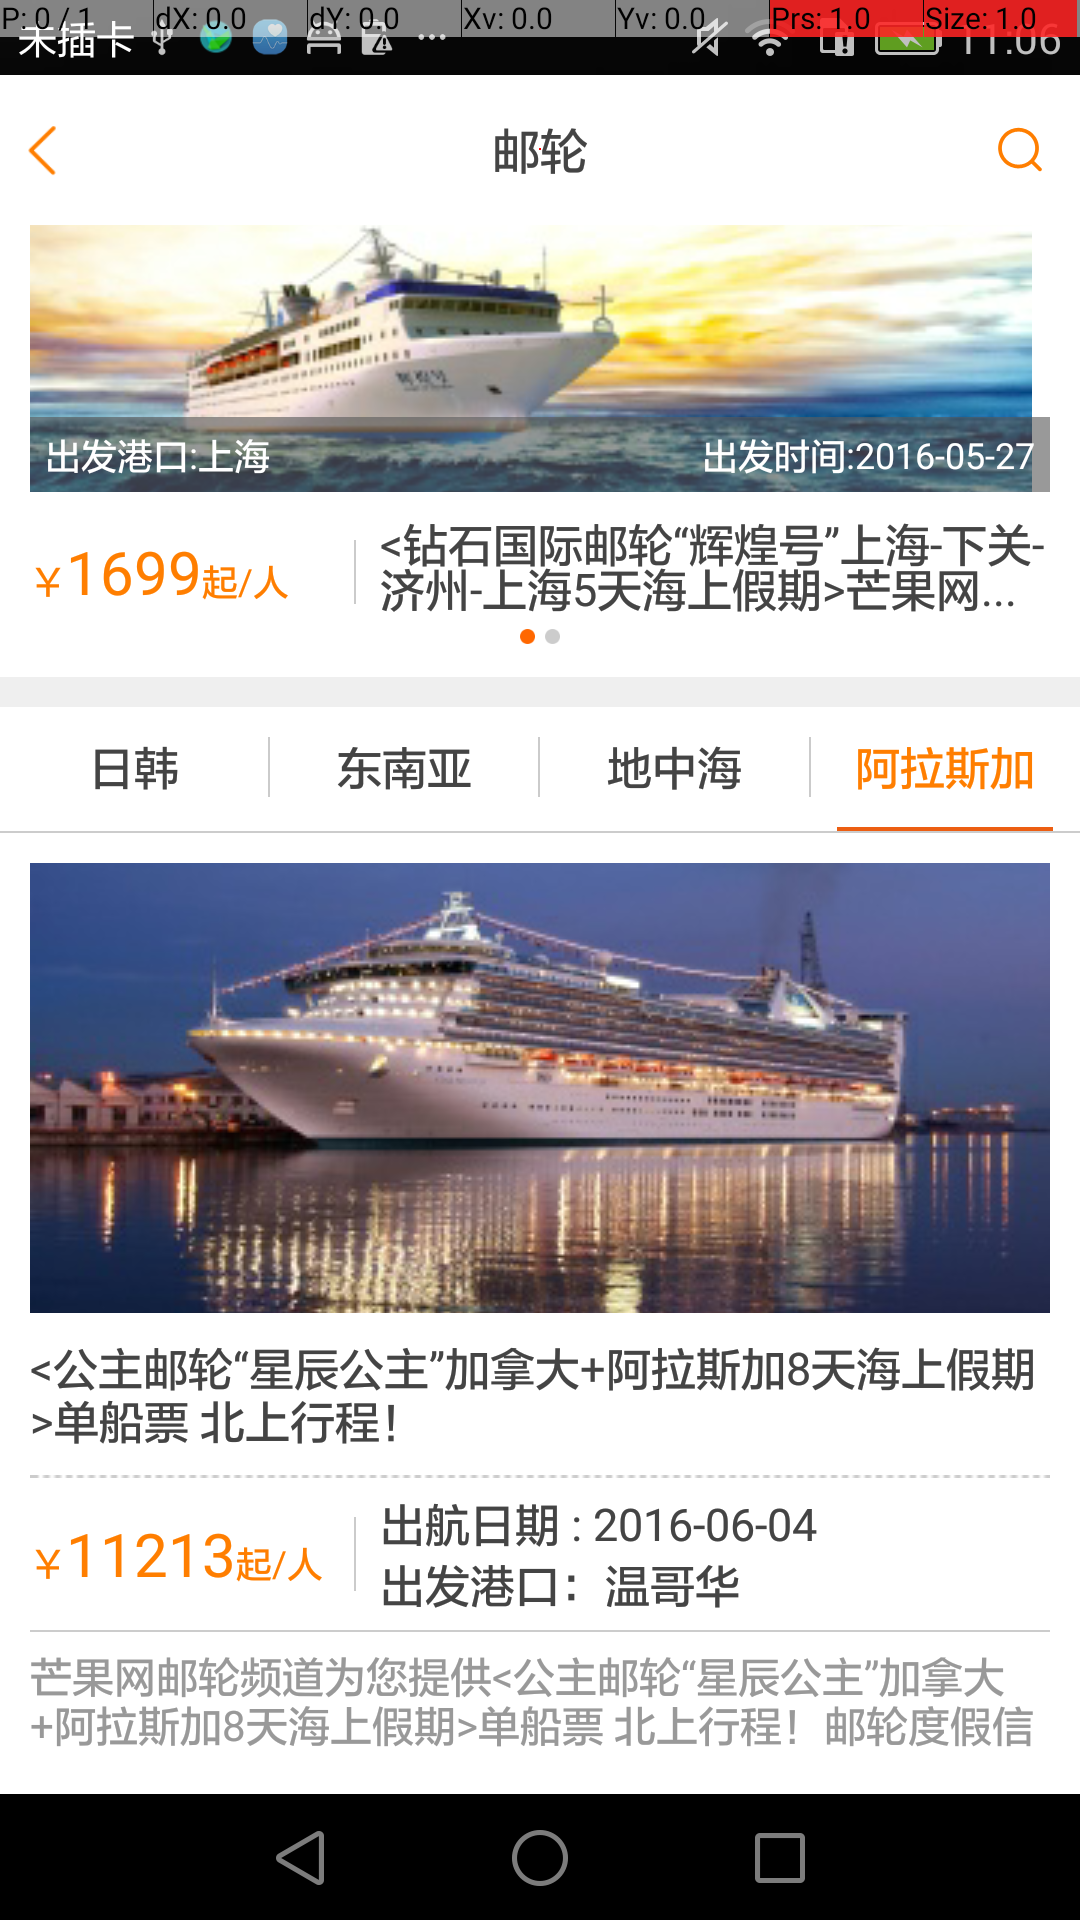 P: 0 / 1 dX: 0.0 dY: 0.0 Xv: 0.0 Yv: 0.0 Prs: 1.0 Size: 1.0
未插卡 11:06
邮轮
出发港口:上海 出发时间:2016-05-27
¥1699起/人
<钻石国际邮轮“辉煌号”上海-下关-
济州-上海5天海上假期>芒果网...
日韩 东南亚 地中海 阿拉斯加
<公主邮轮“星辰公主”加拿大+阿拉斯加8天海上假期
>单船票 北上行程！
¥11213起/人
出航日期 : 2016-06-04
出发港口：温哥华
芒果网邮轮频道为您提供<公主邮轮“星辰公主”加拿大
+阿拉斯加8天海上假期>单船票 北上行程！邮轮度假信